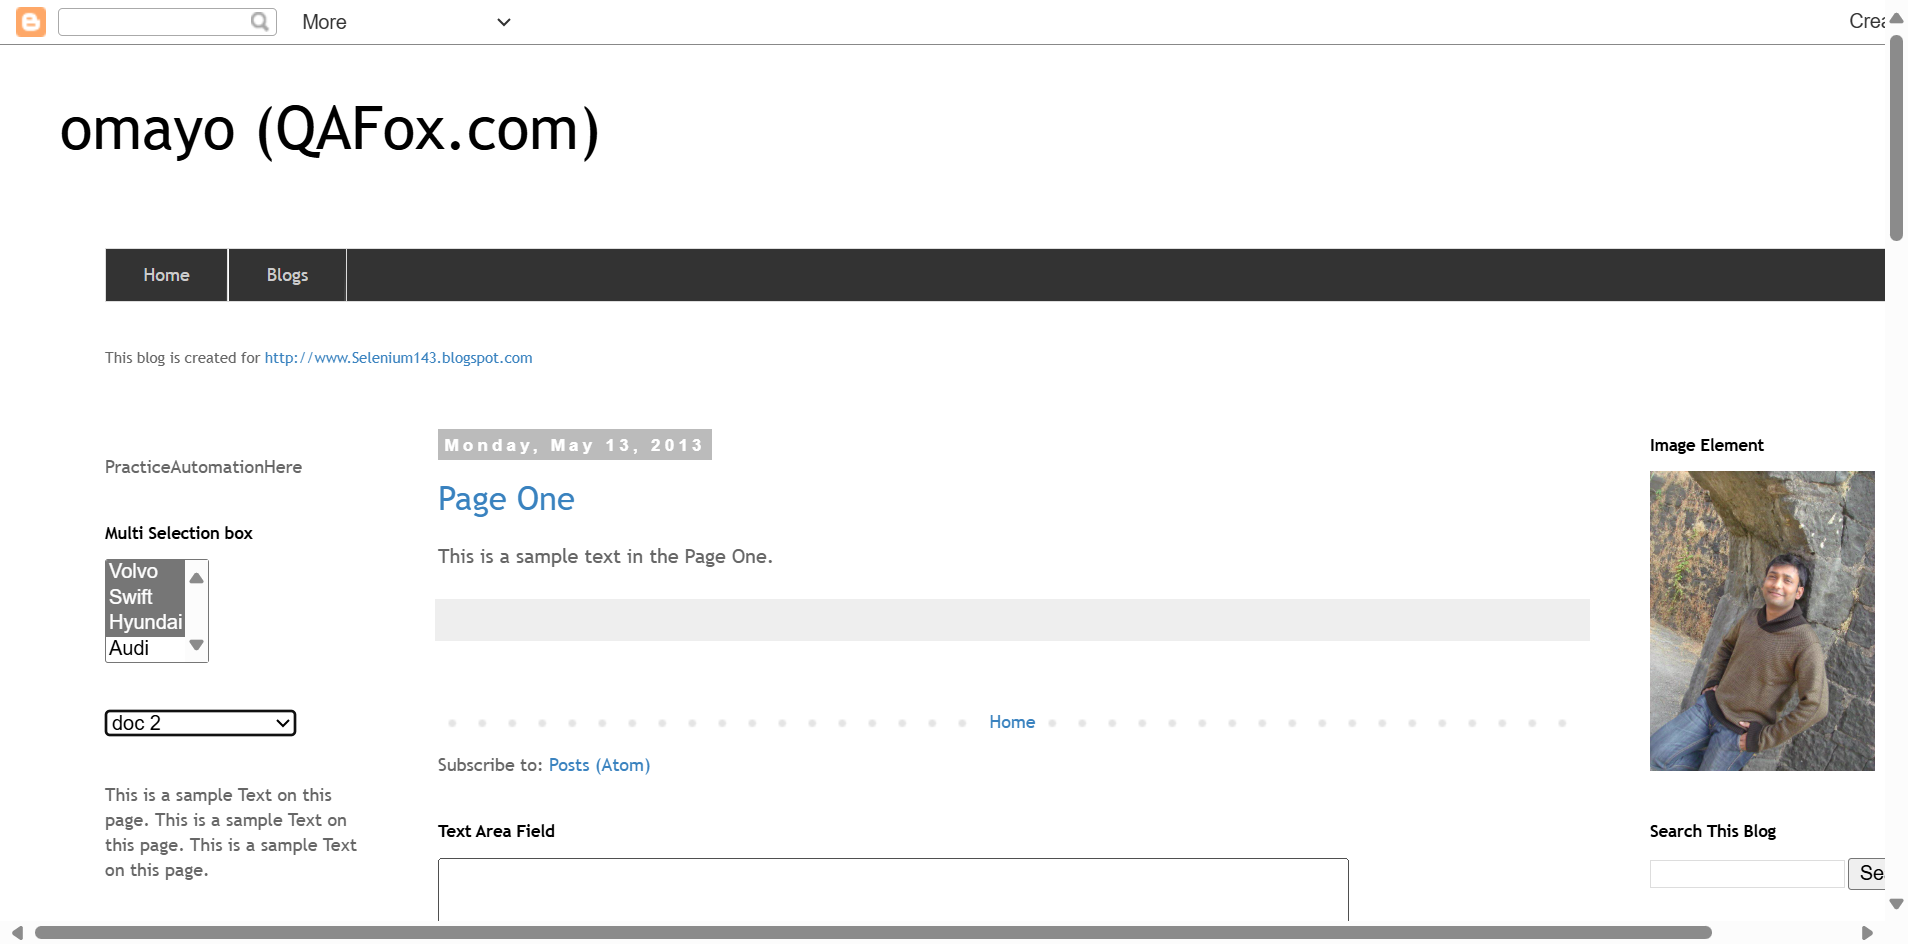 More
omayo (QAFox.com)
Home
Blogs
This blog is created for http://www.Selenium143.blogspot.com
PracticeAutomationHere
Multi Selection box
Volvo
Swift
Hyundai
Audi
doc 2
This is a sample Text on this
page. This is a sample Text on
this page. This is a sample Text
on this page.
Monday, May 13, 2013
Page One
This is a sample text in the Page One.
Home
Subscribe to: Posts (Atom)
Text Area Field
Image Element
Search This Blog